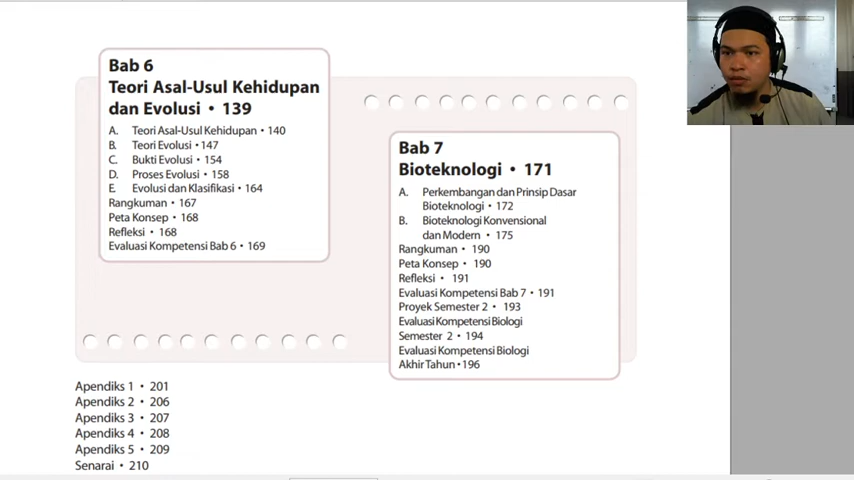 Bab 6
Teori Asal-Usul Kehidupan
dan Evolusi • 139
A. Teori Asal-Usul Kehidupan • 140
B. Teori Evolusi • 147
C. Bukti Evolusi • 154
D. Proses Evolusi • 158
E. Evolusi dan Klasifikasi • 164
Rangkuman • 167
Peta Konsep • 168
Refleksi • 168
Evaluasi Kompetensi Bab 6 • 169
Bab 7
Bioteknologi • 171
A. Perkembangan dan Prinsip Dasar
Bioteknologi • 172
B. Bioteknologi Konvensional
dan Modern • 175
Rangkuman • 190
Peta Konsep • 190
Refleksi • 191
Evaluasi Kompetensi Bab 7 • 191
Proyek Semester 2 • 193
Evaluasi Kompetensi Biologi
Semester 2 • 194
Evaluasi Kompetensi Biologi
Akhir Tahun • 196
Apendiks 1 • 201
Apendiks 2 • 206
Apendiks 3 • 207
Apendiks 4 • 208
Apendiks 5 • 209
Senarai • 210